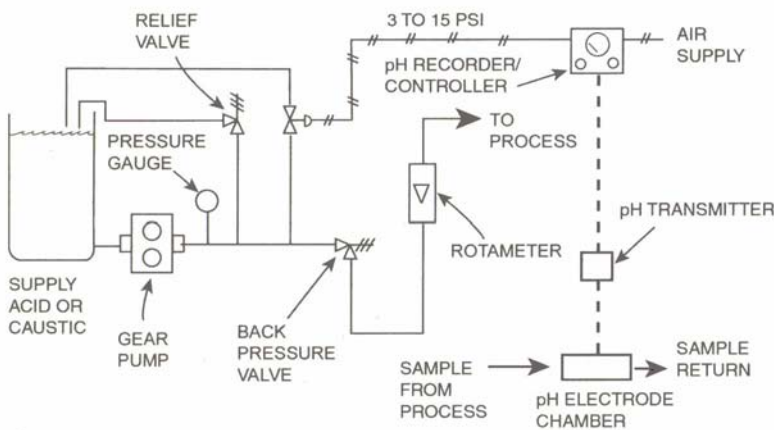 RELIEF
VALVE
3 TO 15 PSI
AIR
SUPPLY
pH RECORDER/
CONTROLLER
PRESSURE
GAUGE
TO
PROCESS
pH TRANSMITTER
ROTAMETER
SUPPLY
ACID OR
CAUSTIC
GEAR
PUMP
BACK
PRESSURE
VALVE
SAMPLE
FROM
PROCESS
SAMPLE
RETURN
pH ELECTRODE
CHAMBER